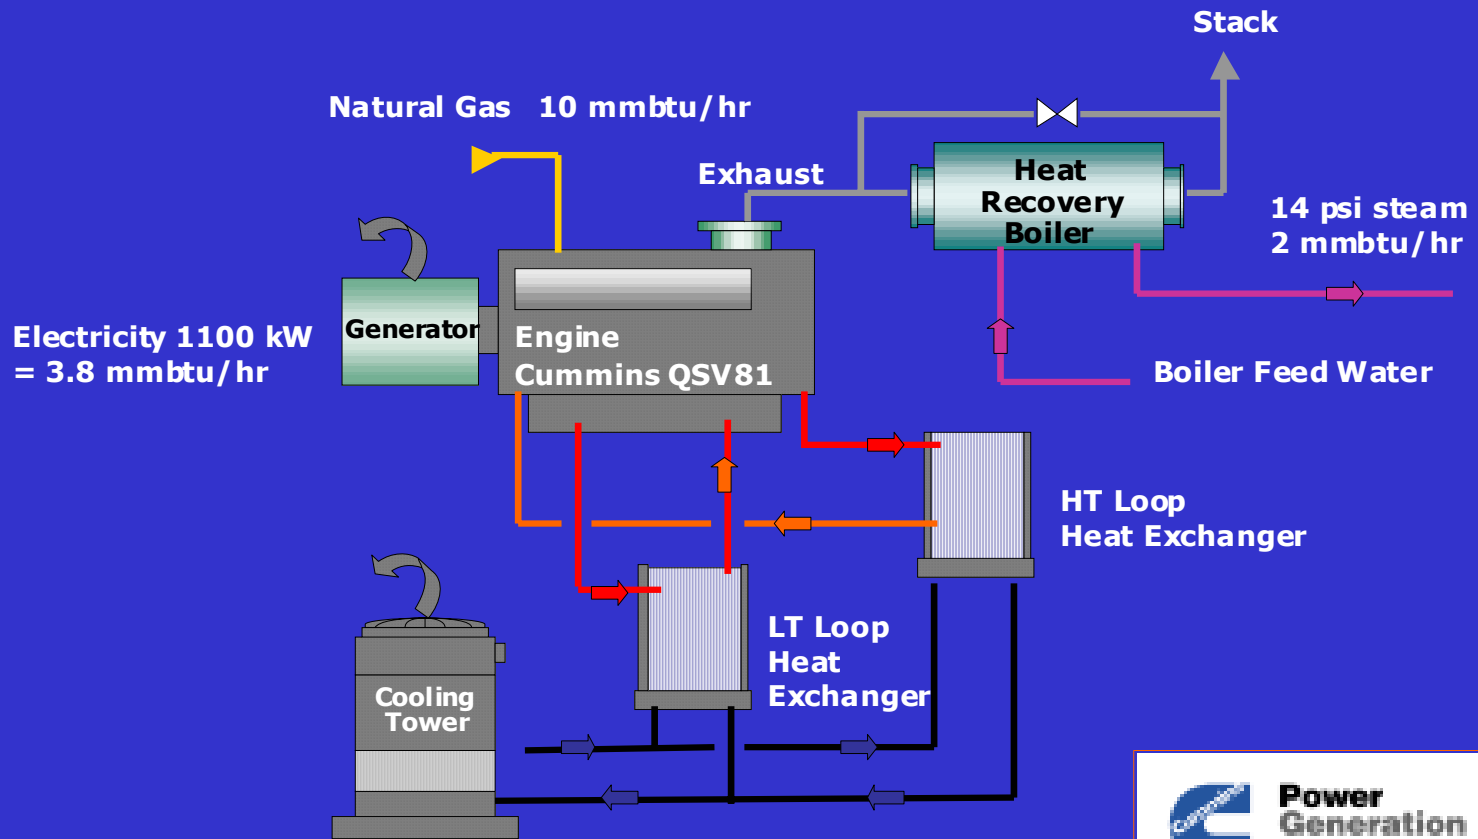 Stack
Natural Gas   10 mmbtu/hr
Exhaust
Heat
Recovery
Boiler
14 psi steam
2 mmbtu/hr
Electricity 1100 kW
= 3.8 mmbtu/hr
Generator
Engine
Cummins QSV81
Boiler Feed Water
HT Loop
Heat Exchanger
LT Loop
Heat
Exchanger
Cooling
Tower
Power
Generation